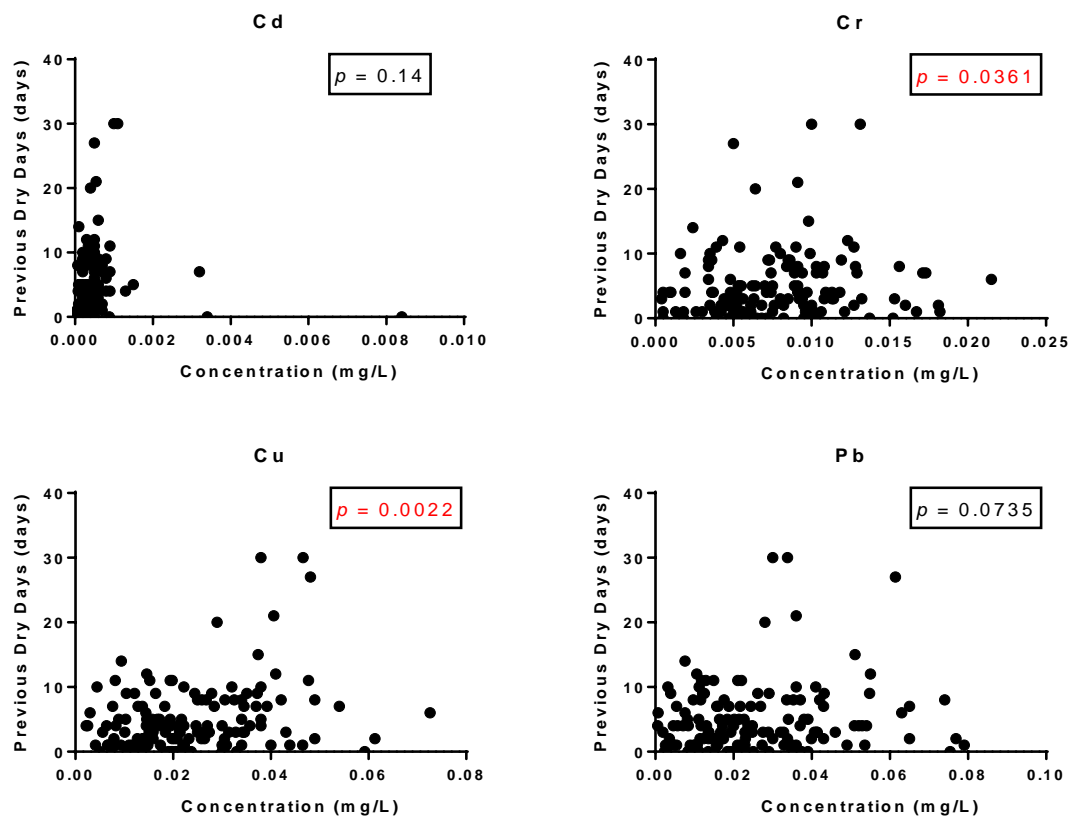 Cd
p = 0.14
Previous Dry Days (days)
40
30
20
10
0
0.000 0.002 0.004 0.006 0.008 0.010
Concentration (mg/L)
Cr
p = 0.0361
Previous Dry Days (days)
40
30
20
10
0
0.000 0.005 0.010 0.015 0.020 0.025
Concentration (mg/L)
Cu
p = 0.0022
Previous Dry Days (days)
40
30
20
10
0
0.00 0.02 0.04 0.06 0.08
Concentration (mg/L)
Pb
p = 0.0735
Previous Dry Days (days)
40
30
20
10
0
0.00 0.02 0.04 0.06 0.08 0.10
Concentration (mg/L)